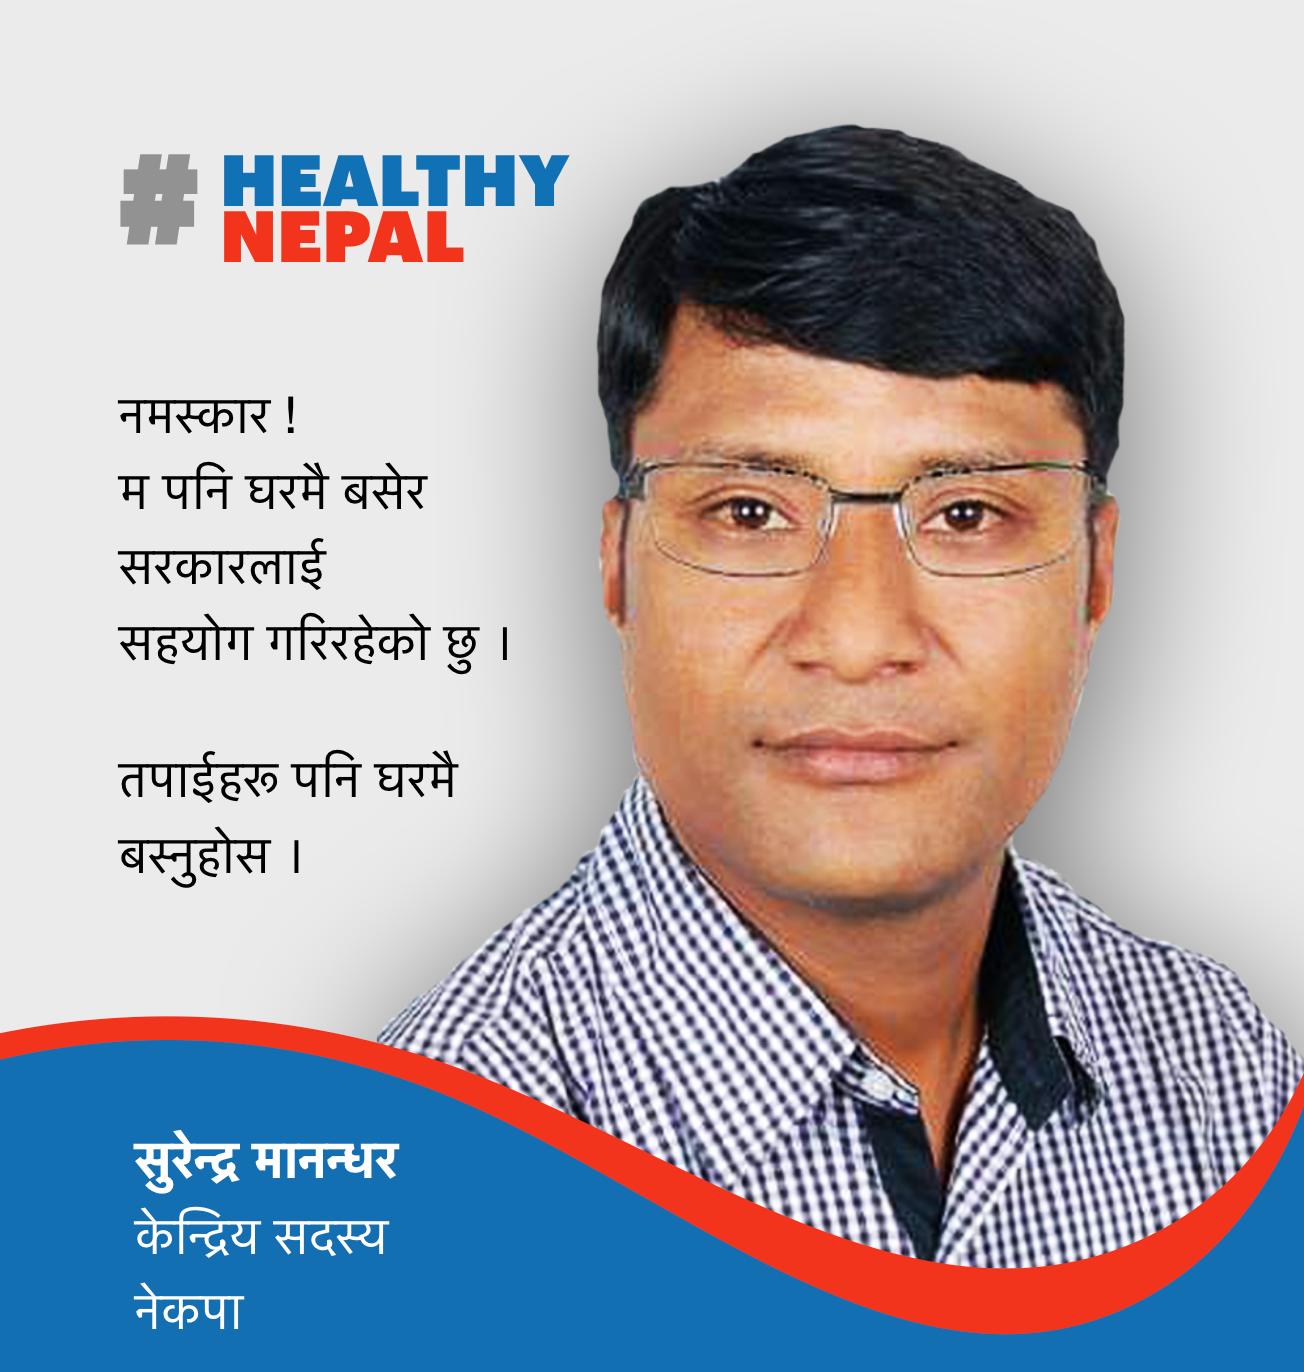 # HEALTHY
NEPAL
नमस्कार !
म पनि घरमै बसेर
सरकारलाई
सहयोग गरिरहेको छु ।
तपाईहरू पनि घरमै
बस्नुहोस ।
सुरेन्द्र मानन्धर
केन्द्रिय सदस्य
नेकपा